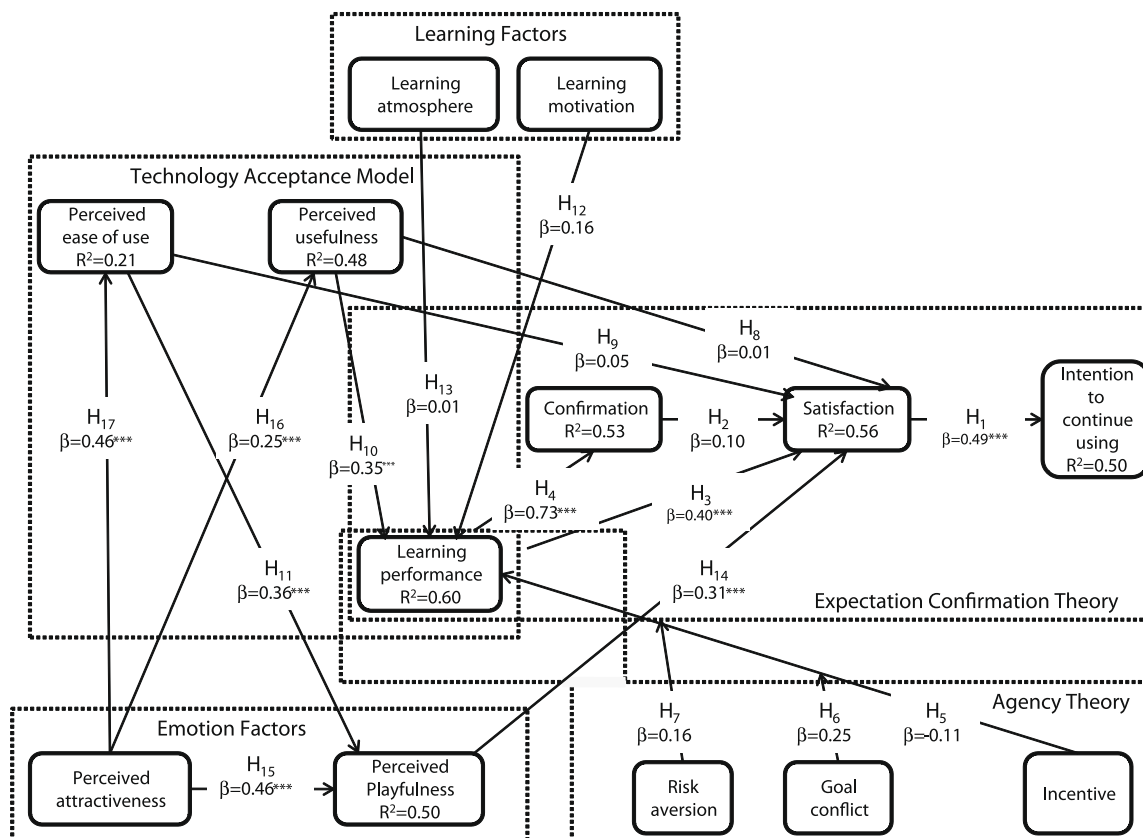 Learning Factors
Learning
atmosphere
Learning
motivation
Technology Acceptance Model
Perceived
ease of use
R²=0.21
Perceived
usefulness
R²=0.48
H₁₂
β=0.16
H₉
β=0.05
H₈
β=0.01
H₁₃
β=0.01
H₁₇
β=0.46***
H₁₆
β=0.25***
H₁₀
β=0.35***
Confirmation
R²=0.53
H₂
β=0.10
Satisfaction
R²=0.56
H₁
β=0.49***
Intention
to
continue
using
R²=0.50
H₄
β=0.73***
H₃
β=0.40***
Learning
performance
R²=0.60
H₁₁
β=0.36***
H₁₄
β=0.31***
Expectation Confirmation Theory
Agency Theory
H₇
β=0.16
H₆
β=0.25
H₅
β=-0.11
Emotion Factors
Perceived
attractiveness
H₁₅
β=0.46***
Perceived
Playfulness
R²=0.50
Risk
aversion
Goal
conflict
Incentive